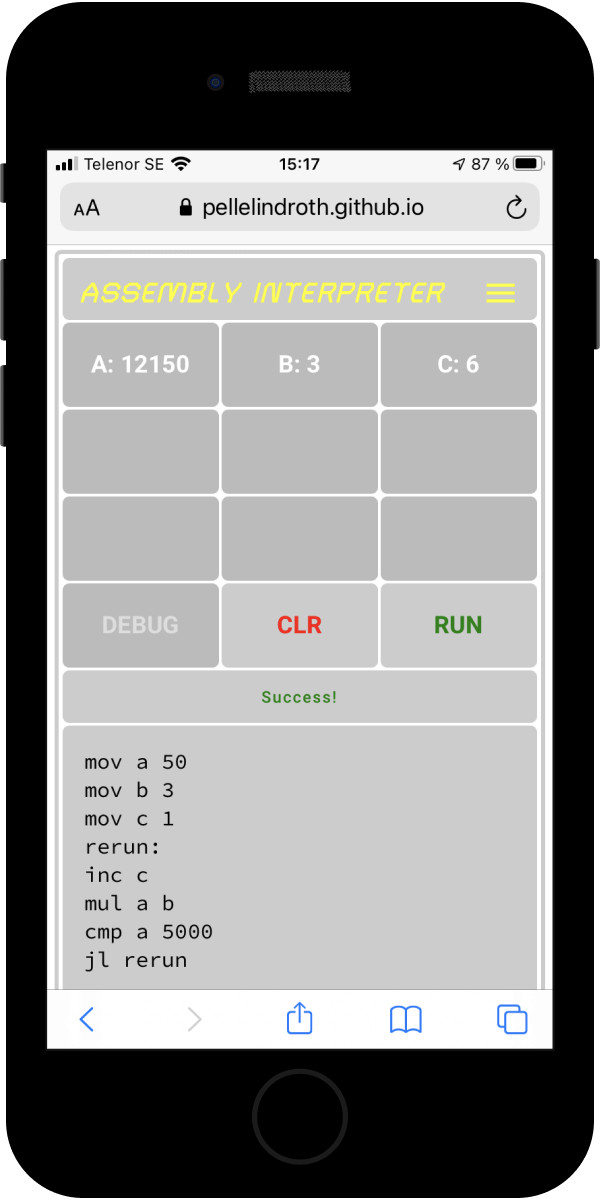 Telenor SE 15:17 87 %
AA pellelindroth.github.io
ASSEMBLY INTERPRETER
A: 12150 B: 3 C: 6
DEBUG CLR RUN
Success!
mov a 50
mov b 3
mov c 1
rerun:
inc c
mul a b
cmp a 5000
jl rerun